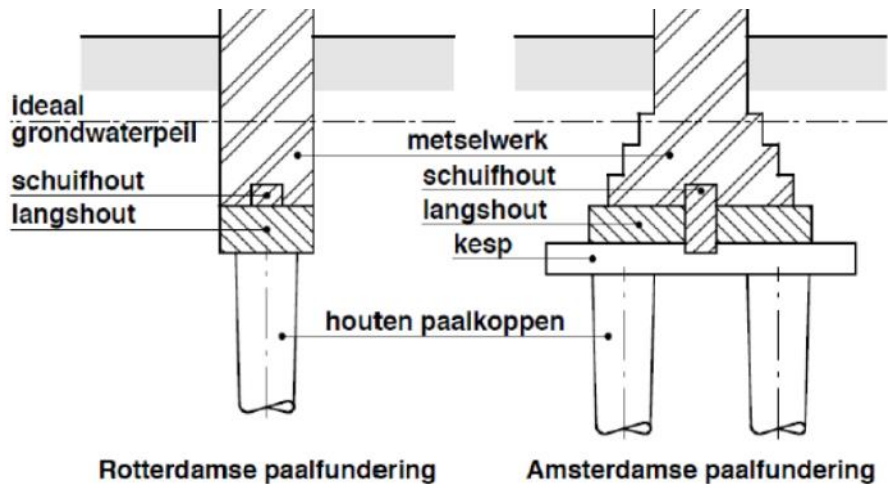 ideaal
grondwaterpeil
metselwerk
schuifhout
schuifhout
langshout
langshout
kesp
houten paalkoppen
Rotterdamse paalfundering
Amsterdamse paalfundering